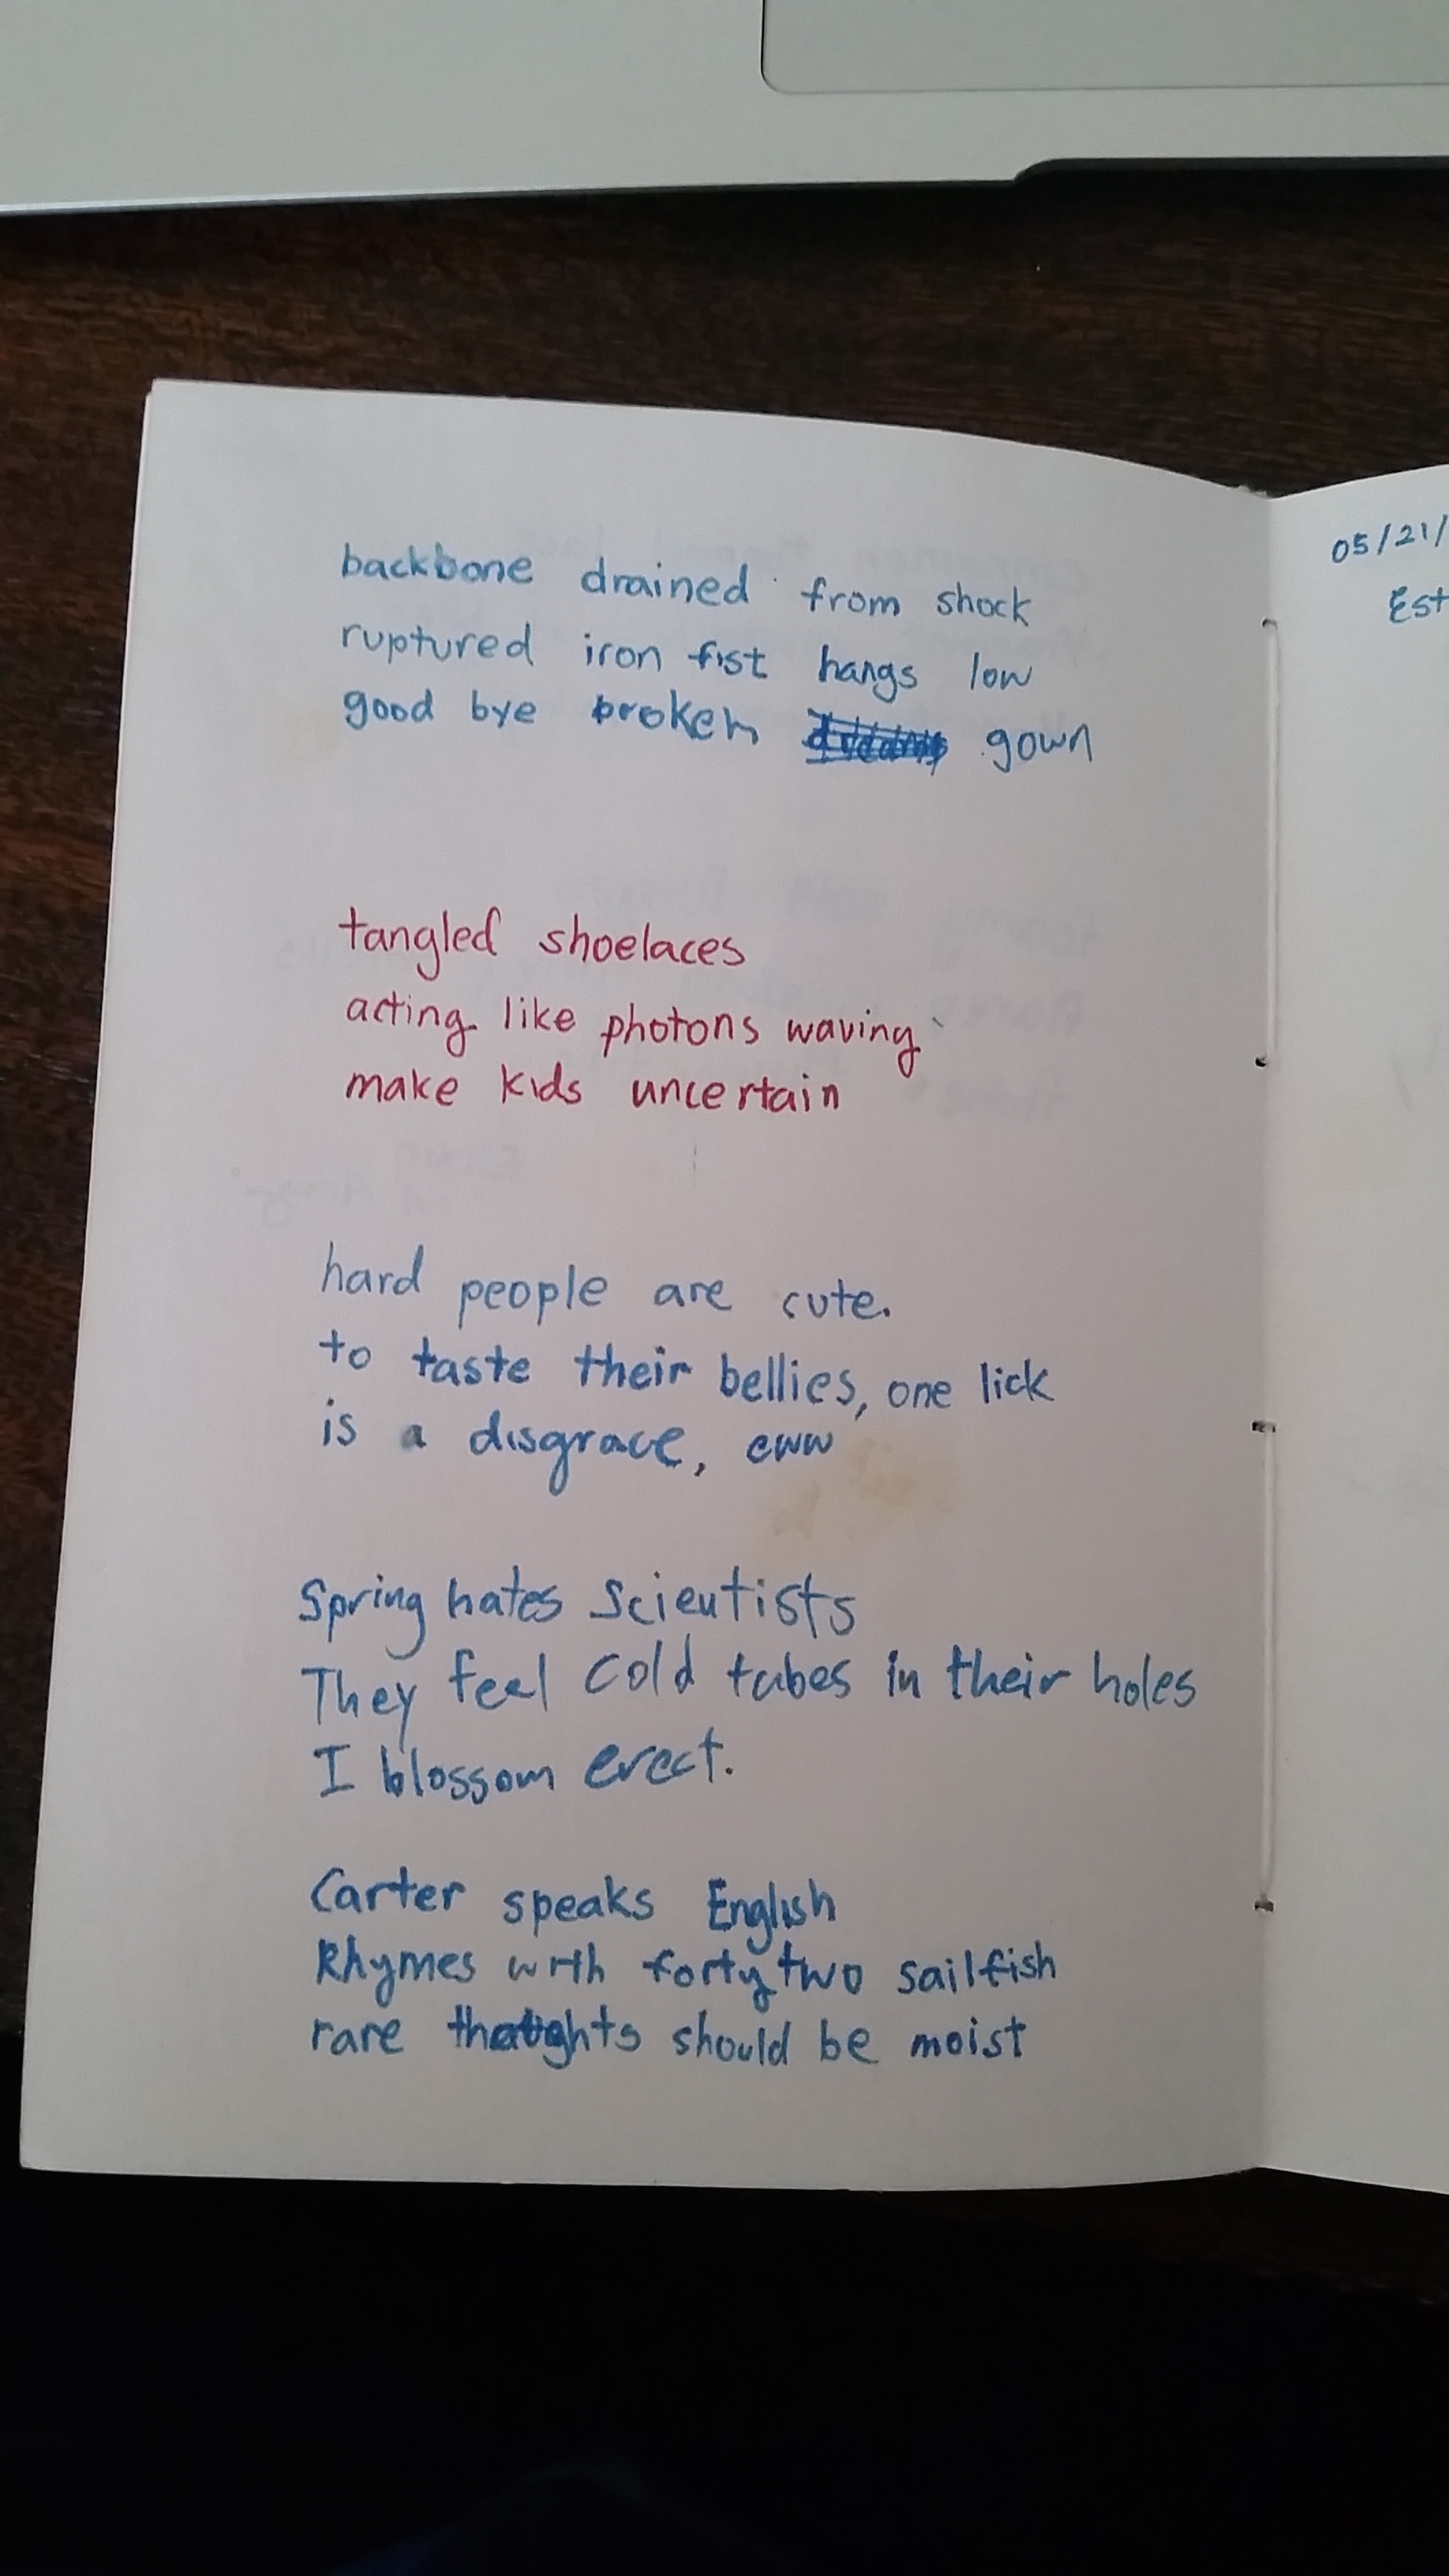 backbone drained from shock
ruptured iron fist hangs low
good bye broken gown
tangled shoelaces
acting like photons waving
make kids uncertain
hard people are cute.
to taste their bellies, one lick
is a disgrace, eww
Spring hates Scientists
They feel cold tubes in their holes
I blossom erect.
Carter speaks English
Rhymes with forty two sailfish
rare thoughts should be moist
05/21/
Est